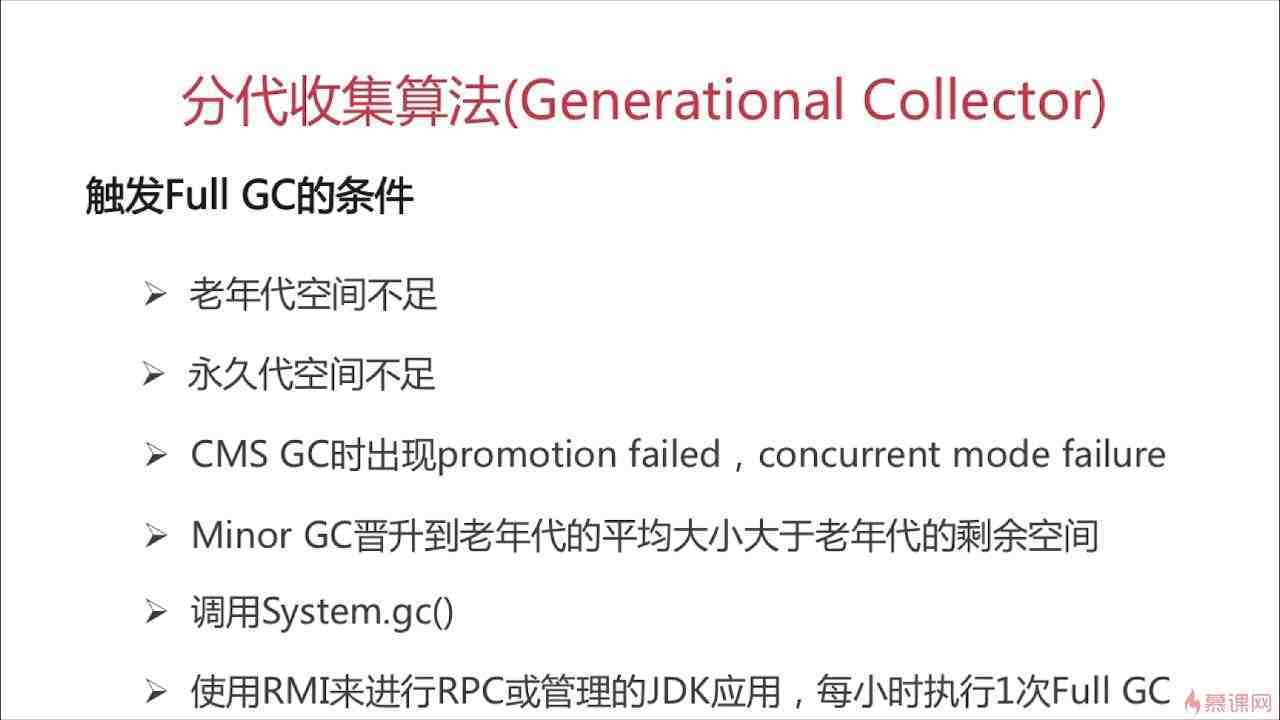 分代收集算法(Generational Collector)
触发Full GC的条件
老年代空间不足
永久代空间不足
CMS GC时出现promotion failed，concurrent mode failure
Minor GC晋升到老年代的平均大小大于老年代的剩余空间
调用System.gc()
使用RMI来进行RPC或管理的JDK应用，每小时执行1次Full GC
慕课网